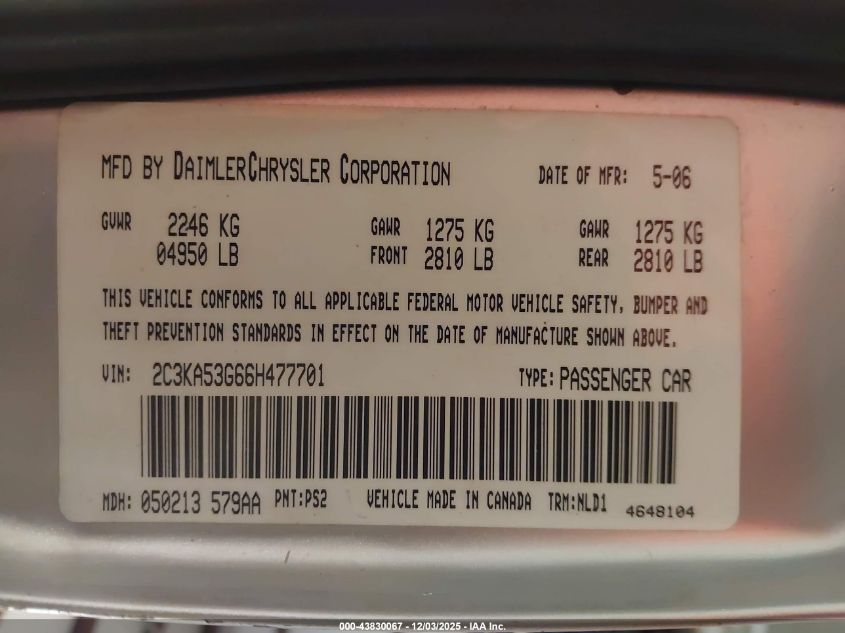 MFD BY DAIMLERCHRYSLER CORPORATION DATE OF MFR: 5-06
GVWR 2246 KG GAWR 1275 KG GAWR 1275 KG
04950 LB FRONT 2810 LB REAR 2810 LB
THIS VEHICLE CONFORMS TO ALL APPLICABLE FEDERAL MOTOR VEHICLE SAFETY, BUMPER AND
THEFT PREVENTION STANDARDS IN EFFECT ON THE DATE OF MANUFACTURE SHOWN ABOVE.
VIN: 2C3KA53G66H477701 TYPE: PASSENGER CAR
MDH: 050213 579AA PNT:PS2 VEHICLE MADE IN CANADA TRM:NLD1 4648104
000-43830067 - 12/03/2025 - IAA Inc.